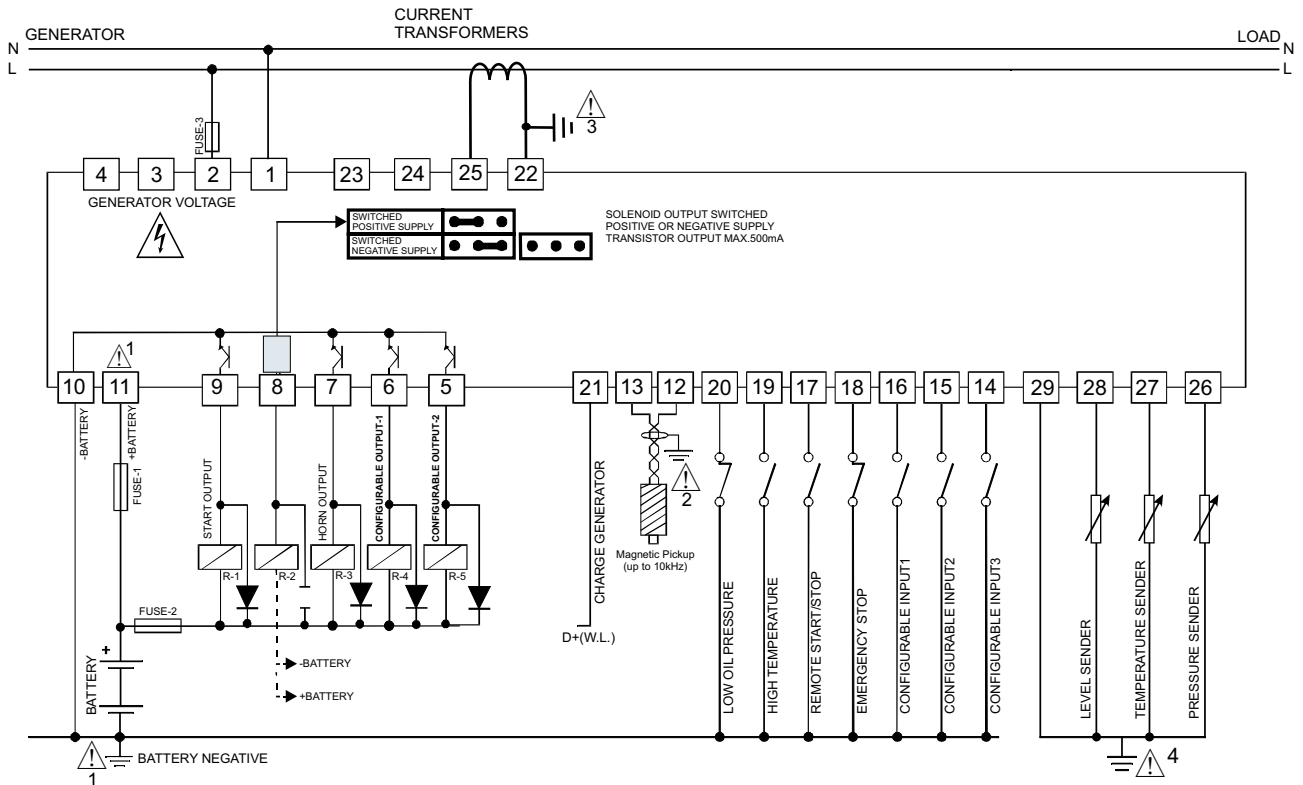 CURRENT
TRANSFORMERS
GENERATOR
LOAD
N
N
L
L
FUSE-3
3
4
3
2
1
23
24
25
22
GENERATOR VOLTAGE
SWITCHED
POSITIVE SUPPLY
SWITCHED
NEGATIVE SUPPLY
SOLENOID OUTPUT SWITCHED
POSITIVE OR NEGATIVE SUPPLY
TRANSISTOR OUTPUT MAX.500mA
1
10
11
9
8
7
6
5
21
13
12
20
19
17
18
16
15
14
29
28
27
26
-BATTERY
+BATTERY
FUSE-1
START OUTPUT
HORN OUTPUT
CONFIGURABLE OUTPUT-1
CONFIGURABLE OUTPUT-2
R-1
R-2
R-3
R-4
R-5
FUSE-2
CHARGE GENERATOR
D+(W.L.)
2
Magnetic Pickup
(up to 10kHz)
LOW OIL PRESSURE
HIGH TEMPERATURE
REMOTE START/STOP
EMERGENCY STOP
CONFIGURABLE INPUT1
CONFIGURABLE INPUT2
CONFIGURABLE INPUT3
LEVEL SENDER
TEMPERATURE SENDER
PRESSURE SENDER
+
BATTERY
-BATTERY
+BATTERY
1
BATTERY NEGATIVE
4